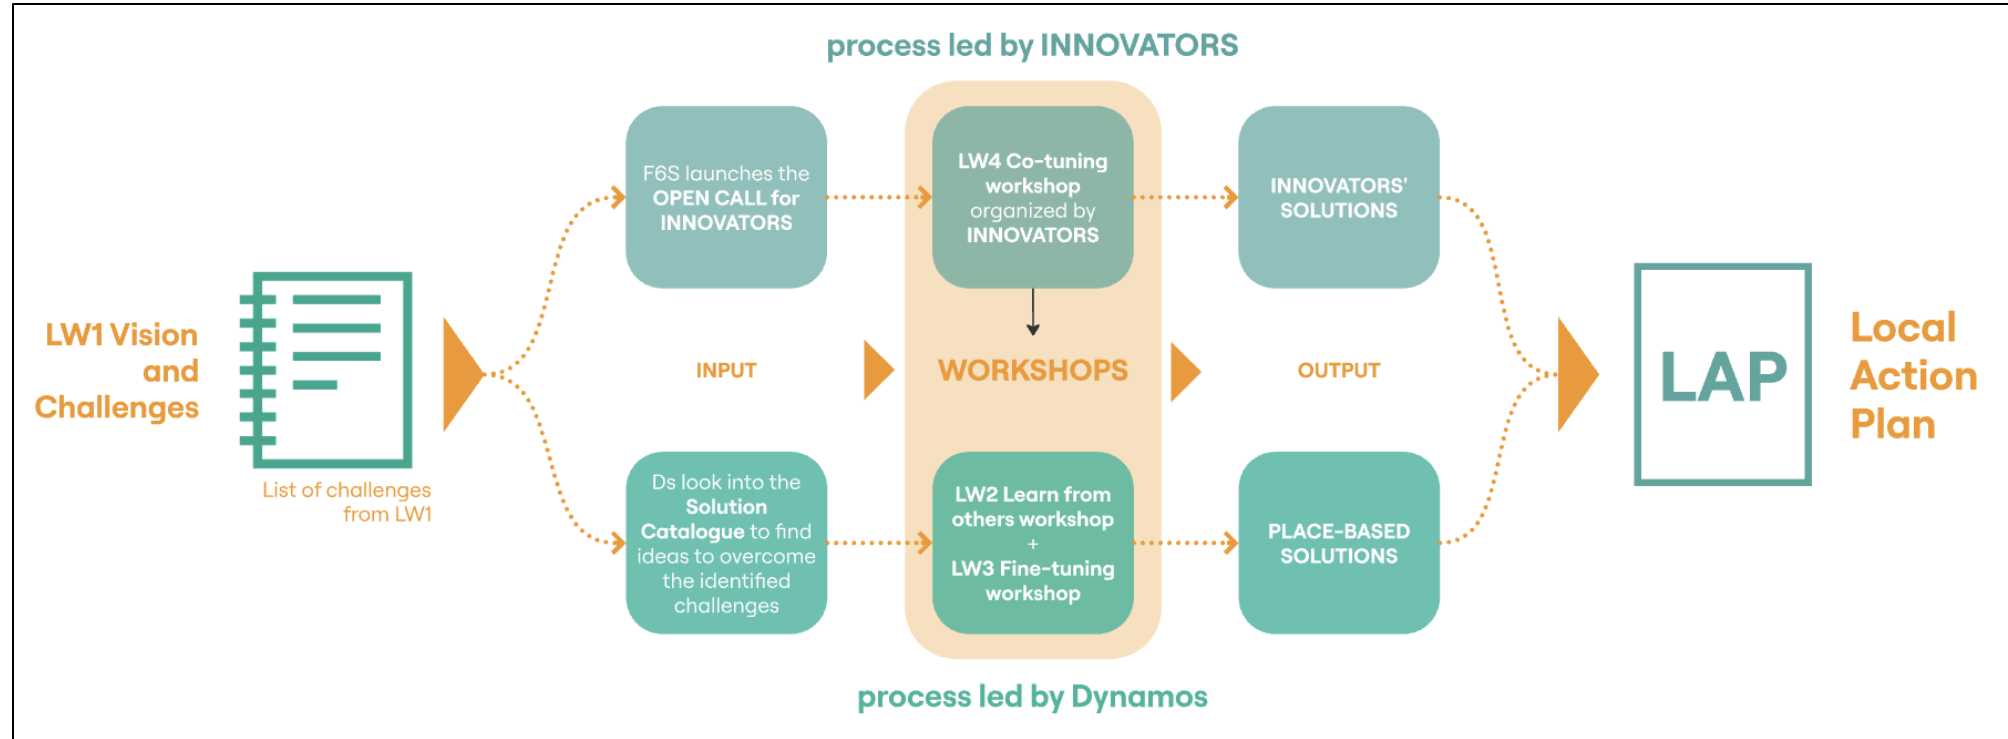 process led by INNOVATORS
LW1 Vision
and
Challenges
List of challenges
from LW1
F6S launches the
OPEN CALL for
INNOVATORS
LW4 Co-tuning
workshop
organized by
INNOVATORS
INNOVATORS'
SOLUTIONS
INPUT
WORKSHOPS
OUTPUT
Ds look into the
Solution
Catalogue to find
ideas to overcome
the identified
challenges
LW2 Learn from
others workshop
+
LW3 Fine-tuning
workshop
PLACE-BASED
SOLUTIONS
LAP
Local
Action
Plan
process led by Dynamos